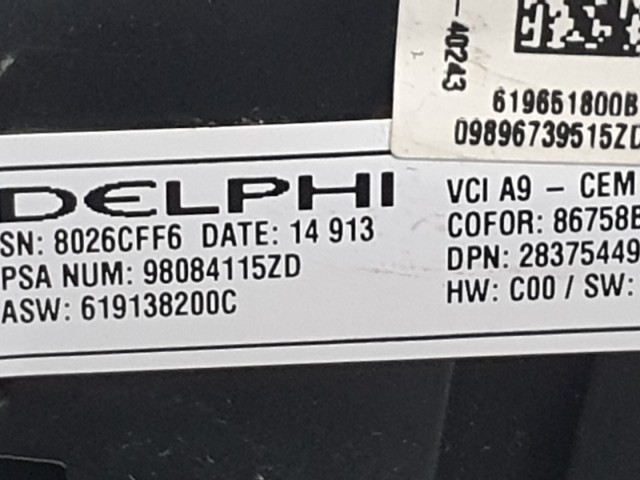 -40243
619651800B
09896739515ZD
DELPHI
SN: 8026CFF6 DATE: 14 913
PSA NUM: 98084115ZD
ASW: 619138200C
VCI A9 - CEM
COFOR: 86758E
DPN: 28375449
HW: C00 / SW: